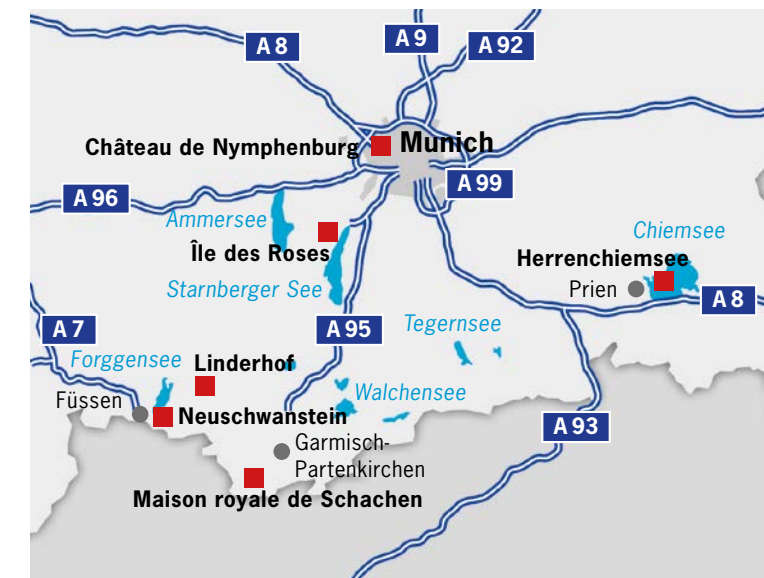 A 8
A 9
A 92
Château de Nymphenburg
Munich
A 99
A 96
Ammersee
Île des Roses
Chiemsee
Herrenchiemsee
Starnberger See
Prien
A 8
A 7
A 95
Tegernsee
Forggensee
Linderhof
Walchensee
Füssen
Neuschwanstein
A 93
Garmisch-
Partenkirchen
Maison royale de Schachen